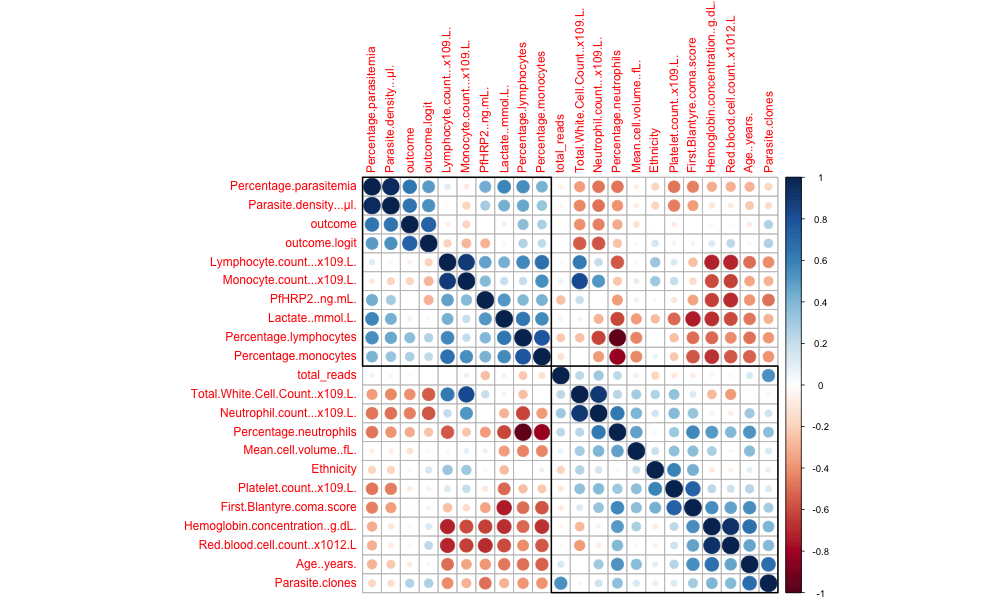 Percentage.parasitemia
Parasite.density...µl.
outcome
outcome.logit
Lymphocyte.count...x109.L.
Monocyte.count...x109.L.
PfHRP2..ng.mL.
Lactate..mmol.L.
Percentage.lymphocytes
Percentage.monocytes
total_reads
Total.White.Cell.Count..x109.L.
Neutrophil.count...x109.L.
Percentage.neutrophils
Mean.cell.volume..fL.
Ethnicity
Platelet.count..x109.L.
First.Blantyre.coma.score
Hemoglobin.concentration..g.dL.
Red.blood.cell.count..x1012.L
Age..years.
Parasite.clones
Percentage.parasitemia
Parasite.density...µl.
outcome
outcome.logit
Lymphocyte.count...x109.L.
Monocyte.count...x109.L.
PfHRP2..ng.mL.
Lactate..mmol.L.
Percentage.lymphocytes
Percentage.monocytes
total_reads
Total.White.Cell.Count..x109.L.
Neutrophil.count...x109.L.
Percentage.neutrophils
Mean.cell.volume..fL.
Ethnicity
Platelet.count..x109.L.
First.Blantyre.coma.score
Hemoglobin.concentration..g.dL.
Red.blood.cell.count..x1012.L
Age..years.
Parasite.clones
1
0.8
0.6
0.4
0.2
0
-0.2
-0.4
-0.6
-0.8
-1